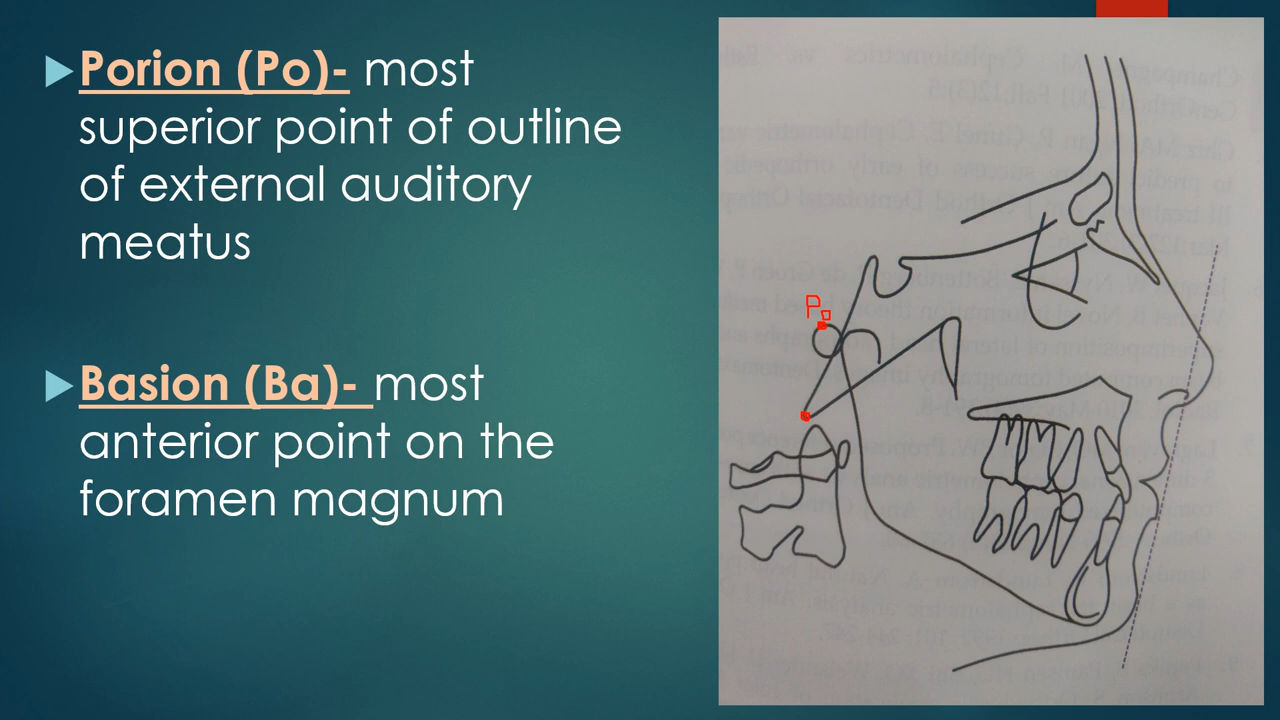 Porion (Po)- most
superior point of outline
of external auditory
meatus
Basion (Ba)- most
anterior point on the
foramen magnum
Po